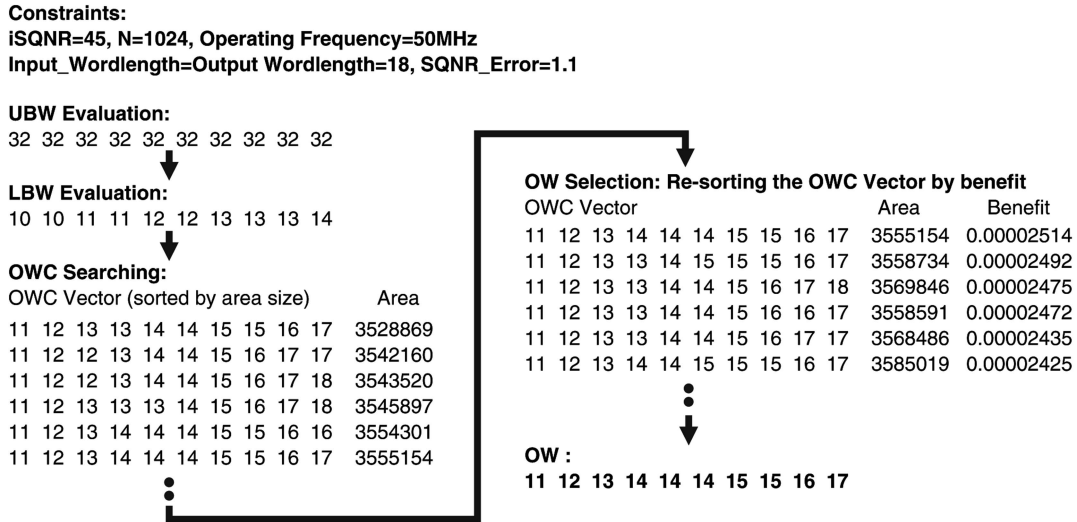 Constraints:
iSQNR=45, N=1024, Operating Frequency=50MHz
Input_Wordlength=Output Wordlength=18, SQNR_Error=1.1
UBW Evaluation:
32 32 32 32 32 32 32 32 32 32
LBW Evaluation:
10 10 11 11 12 12 13 13 13 14
OWC Searching:
OWC Vector (sorted by area size) Area
11 12 13 13 14 14 15 15 16 17 3528869
11 12 12 13 14 14 15 16 17 17 3542160
11 12 12 13 14 14 15 16 17 18 3543520
11 12 13 13 13 14 15 16 17 18 3545897
11 12 13 14 14 14 15 15 16 16 3554301
11 12 13 14 14 14 15 15 16 17 3555154
OW Selection: Re-sorting the OWC Vector by benefit
OWC Vector Area Benefit
11 12 13 14 14 14 15 15 16 17 3555154 0.00002514
11 12 13 13 14 15 15 15 16 17 3558734 0.00002492
11 12 13 13 14 14 15 16 17 18 3569846 0.00002475
11 12 13 13 14 14 15 16 16 17 3558591 0.00002472
11 12 13 13 14 14 15 16 17 17 3568486 0.00002435
11 12 13 14 14 15 15 15 16 17 3585019 0.00002425
OW :
11 12 13 14 14 14 15 15 16 17